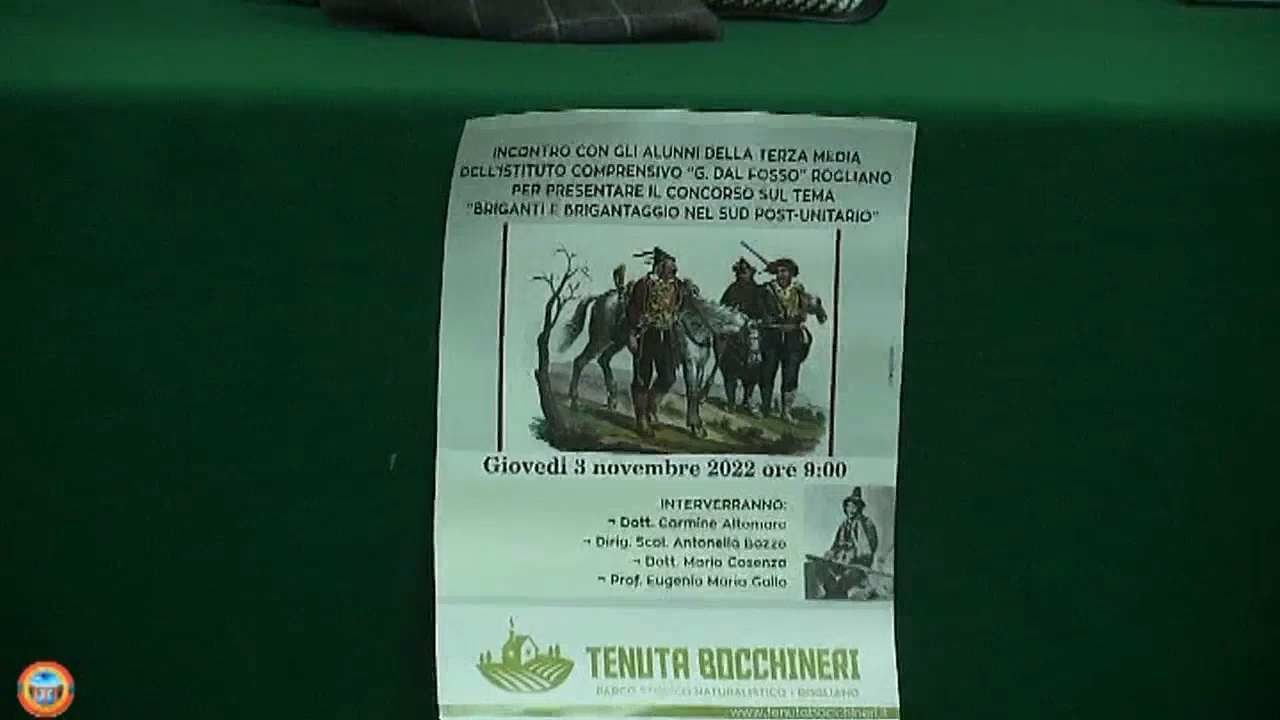 INCONTRO CON GLI ALUNNI DELLA TERZA MEDIA
DELL'ISTITUTO COMPRENSIVO "G. DAL FOSSO" ROGLIANO
PER PRESENTARE IL CONCORSO SUL TEMA
"BRIGANTI E BRIGANTAGGIO NEL SUD POST-UNITARIO"
Giovedì 3 novembre 2022 ore 9:00
INTERVERRANNO:
¬ Dott. Carmine Altomare
¬ Dirig. Scol. Antonella Bozzo
¬ Dott. Mario Cosenza
¬ Prof. Eugenio Maria Gallo
TENUTA BOCCHINERI
PARCO STORICO NATURALISTICO - ROGLIANO
www.tenutabocchineri.it